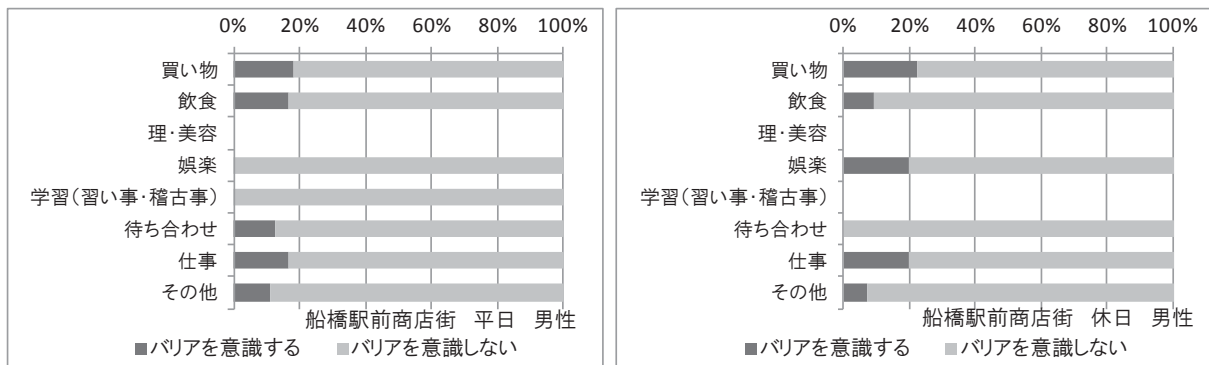 0% 20% 40% 60% 80% 100%
買い物
飲食
理・美容
娯楽
学習（習い事・稽古事）
待ち合わせ
仕事
その他
船橋駅前商店街 平日 男性
■バリアを意識する ■バリアを意識しない
0% 20% 40% 60% 80% 100%
買い物
飲食
理・美容
娯楽
学習（習い事・稽古事）
待ち合わせ
仕事
その他
船橋駅前商店街 休日 男性
■バリアを意識する ■バリアを意識しない